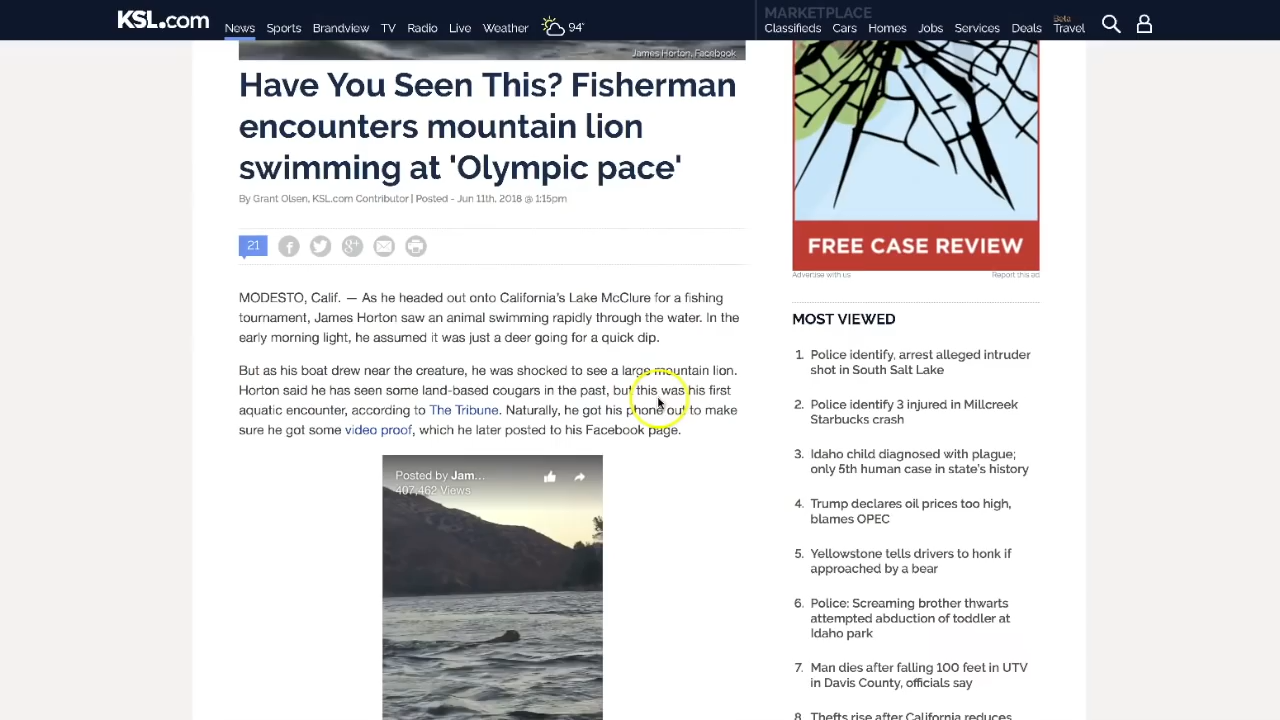 KSL.com
News Sports Brandview TV Radio Live Weather 94°
MARKETPLACE
Classifieds Cars Homes Jobs Services Deals Beta Travel
James Horton, Facebook
Have You Seen This? Fisherman
encounters mountain lion
swimming at 'Olympic pace'
By Grant Olsen, KSL.com Contributor | Posted - Jun 11th, 2018 @ 1:15pm
21
MODESTO, Calif. — As he headed out onto California's Lake McClure for a fishing
tournament, James Horton saw an animal swimming rapidly through the water. In the
early morning light, he assumed it was just a deer going for a quick dip.
But as his boat drew near the creature, he was shocked to see a large mountain lion.
Horton said he has seen some land-based cougars in the past, but this was his first
aquatic encounter, according to The Tribune. Naturally, he got his phone out to make
sure he got some video proof, which he later posted to his Facebook page.
Posted by Jam...
407,462 Views
FREE CASE REVIEW
Advertise with us Report this ad
MOST VIEWED
1. Police identify, arrest alleged intruder
shot in South Salt Lake
2. Police identify 3 injured in Millcreek
Starbucks crash
3. Idaho child diagnosed with plague;
only 5th human case in state's history
4. Trump declares oil prices too high,
blames OPEC
5. Yellowstone tells drivers to honk if
approached by a bear
6. Police: Screaming brother thwarts
attempted abduction of toddler at
Idaho park
7. Man dies after falling 100 feet in UTV
in Davis County, officials say
8. Thefts rise after California reduces